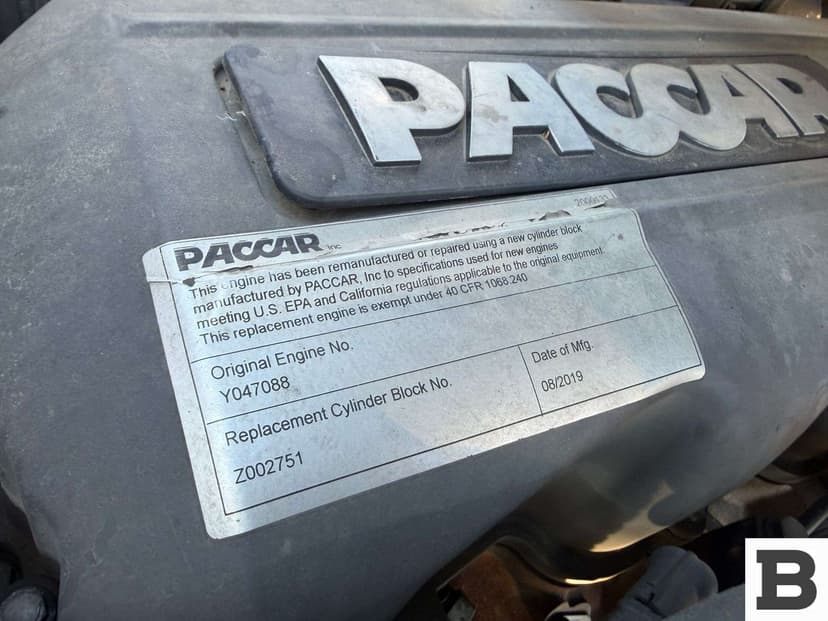 PACCAR
PACCAR Inc
This engine has been remanufactured or repaired using a new cylinder block
manufactured by PACCAR, Inc to specifications used for new engines
meeting U.S. EPA and California regulations applicable to the original equipment.
This replacement engine is exempt under 40 CFR 1068.240
Original Engine No.
Y047088
Replacement Cylinder Block No.
Z002751
Date of Mfg.
08/2019
B